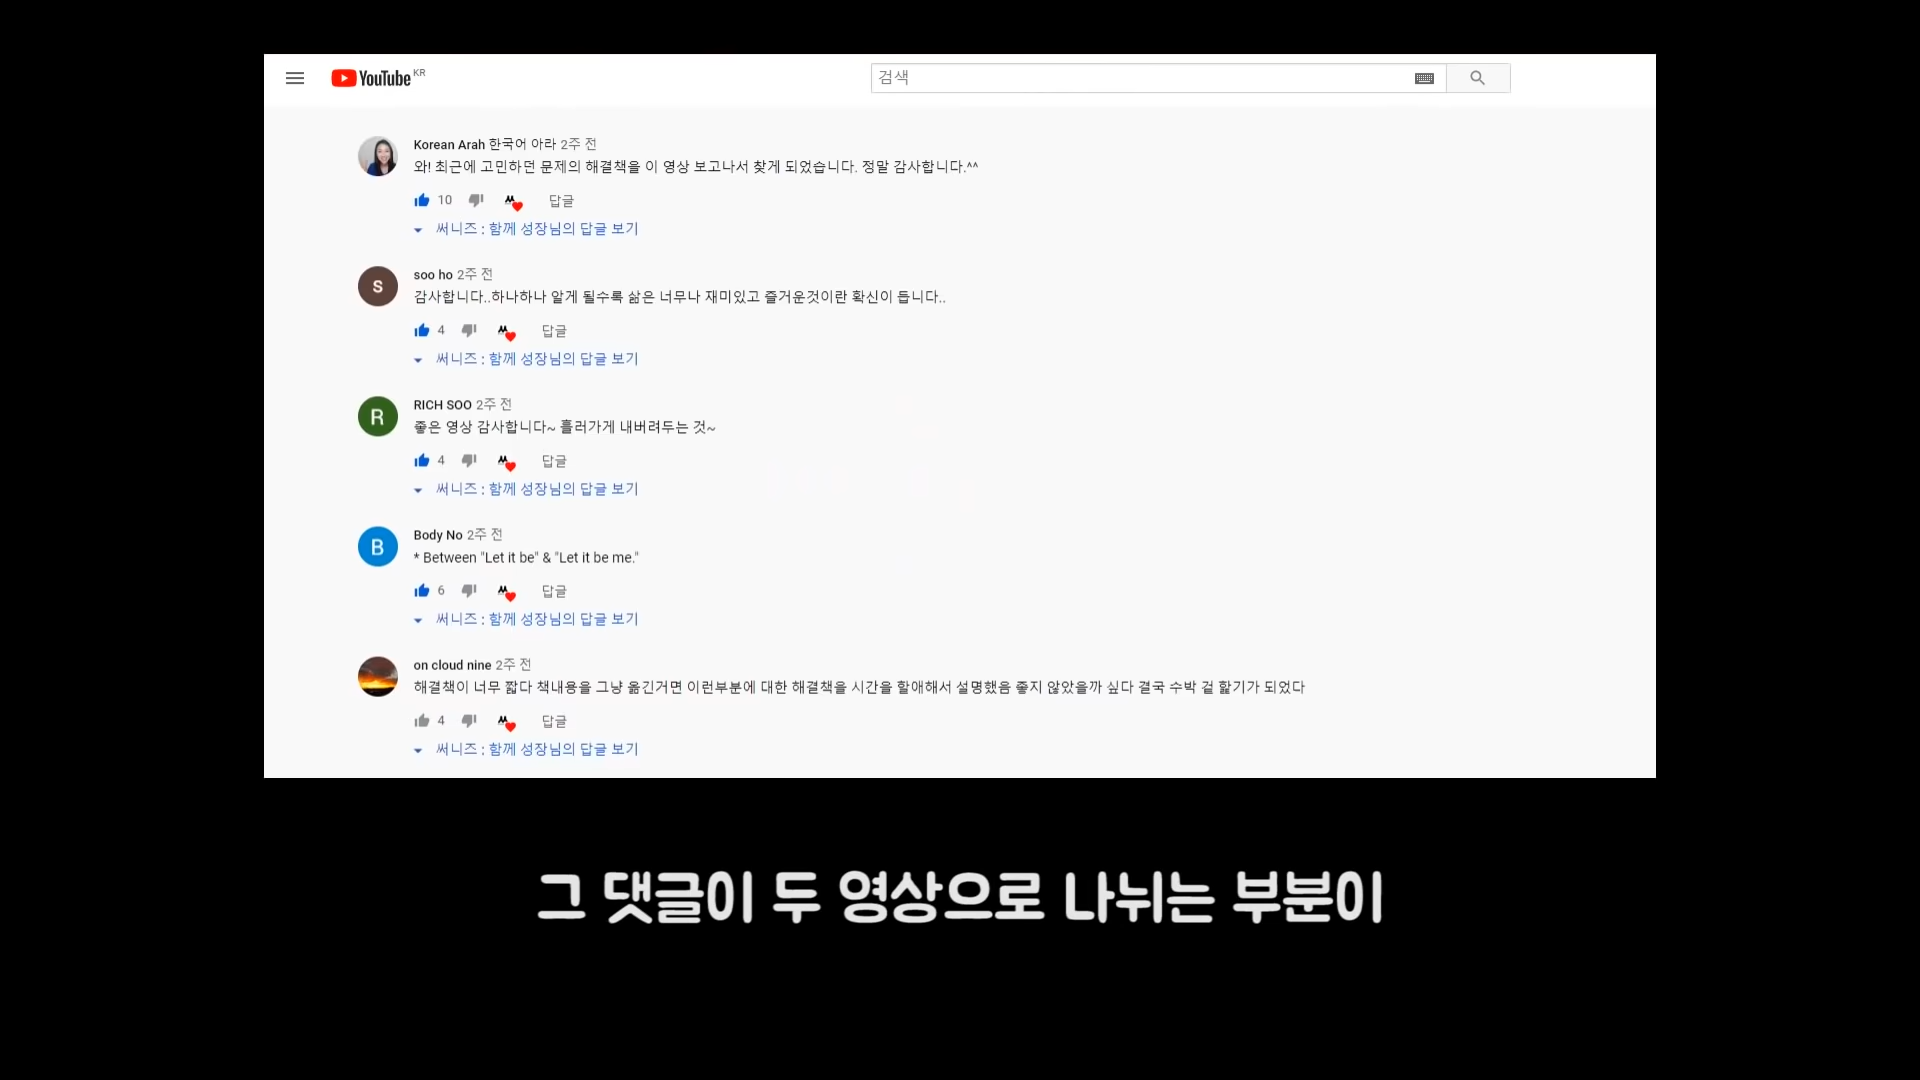 YouTube KR
검색
Korean Arah 한국어 아라 2주 전
와! 최근에 고민하던 문제의 해결책을 이 영상 보고나서 찾게 되었습니다. 정말 감사합니다.^^
10 답글
써니즈 : 함께 성장님의 답글 보기
S
soo ho 2주 전
감사합니다..하나하나 알게 될수록 삶은 너무나 재미있고 즐거운것이란 확신이 듭니다..
4 답글
써니즈 : 함께 성장님의 답글 보기
R
RICH SOO 2주 전
좋은 영상 감사합니다~ 흘러가게 내버려두는 것~
4 답글
써니즈 : 함께 성장님의 답글 보기
B
Body No 2주 전
* Between "Let it be" & "Let it be me."
6 답글
써니즈 : 함께 성장님의 답글 보기
on cloud nine 2주 전
해결책이 너무 짧다 책내용을 그냥 옮긴거면 이런부분에 대한 해결책을 시간을 할애해서 설명했음 좋지 않았을까 싶다 결국 수박 겉 핥기가 되었다
4 답글
써니즈 : 함께 성장님의 답글 보기
그 댓글이 두 영상으로 나뉘는 부분이